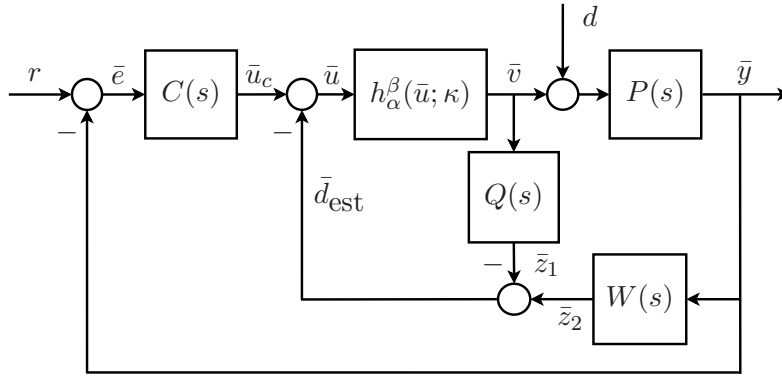 d
r
ē
C(s)
ū_c
ū
h_α^β(ū; κ)
v̄
P(s)
ȳ
−
−
d̄_est
Q(s)
−
z̄_1
z̄_2
W(s)